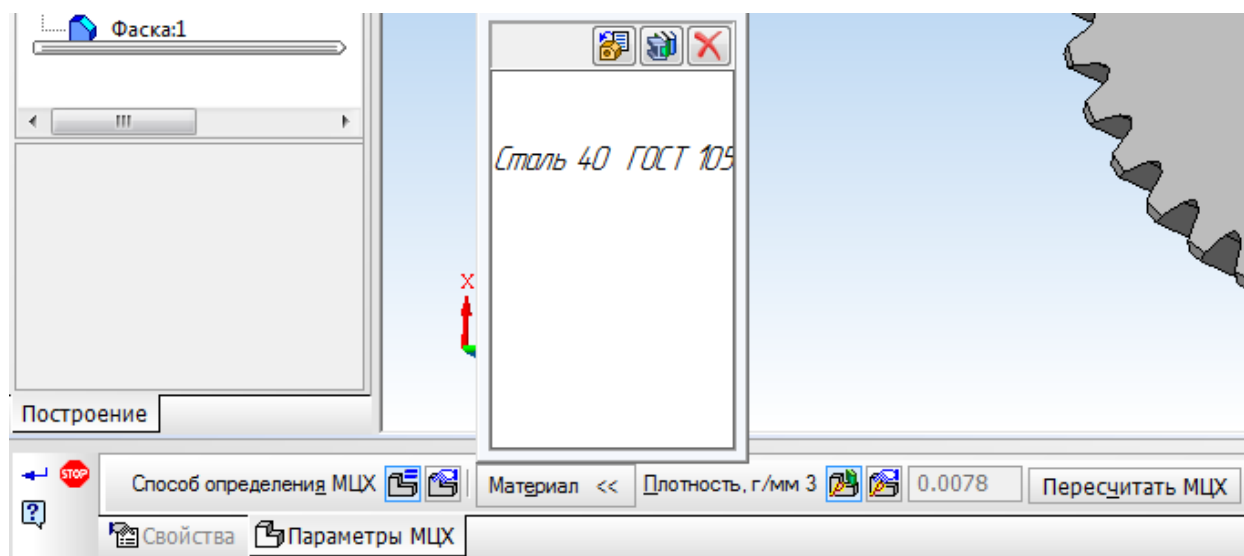 Фаска:1
Сталь 40 ГОСТ 105
X
Построение
STOP
Способ определения МЦХ
Материал <<
Плотность, г/мм 3
0.0078
Пересчитать МЦХ
Свойства
Параметры МЦХ